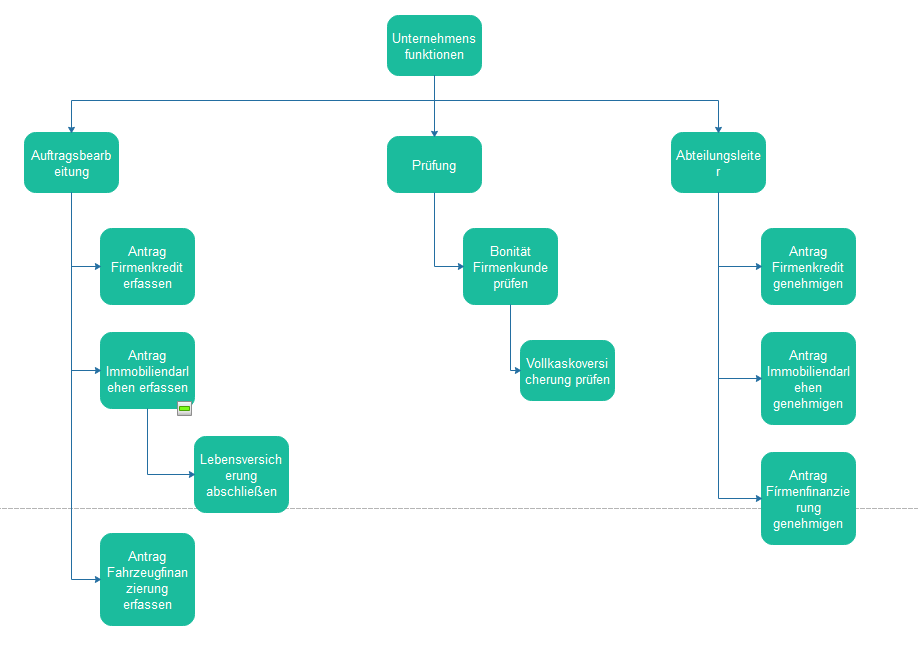 Unternehmens
funktionen
Auftragsbearb
eitung
Prüfung
Abteilungsleite
r
Antrag
Firmenkredit
erfassen
Bonität
Firmenkunde
prüfen
Antrag
Firmenkredit
genehmigen
Antrag
Immobiliendarl
ehen erfassen
Vollkaskoversi
cherung prüfen
Antrag
Immobiliendarl
ehen
genehmigen
Lebensversich
erung
abschließen
Antrag
Firmenfinanzie
rung
genehmigen
Antrag
Fahrzeugfinan
zierung
erfassen